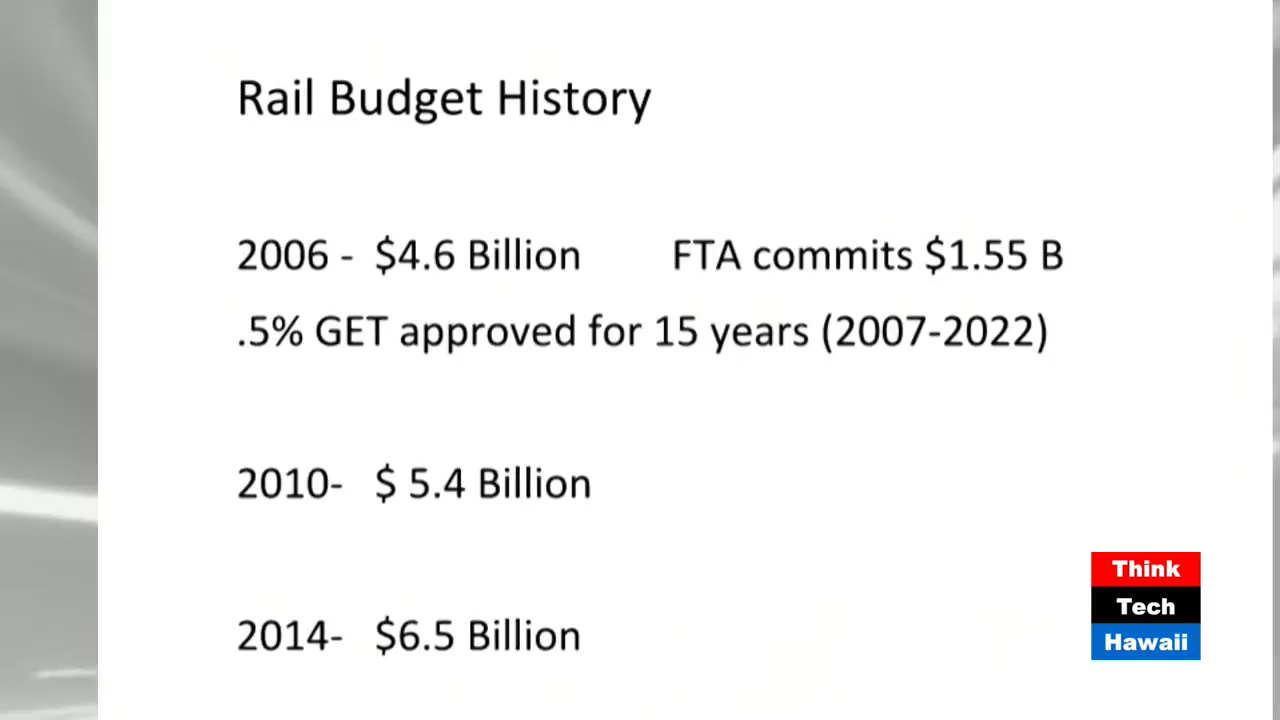 Rail Budget History
2006 - $4.6 Billion FTA commits $1.55 B
.5% GET approved for 15 years (2007-2022)
2010- $ 5.4 Billion
2014- $6.5 Billion
Think
Tech
Hawaii